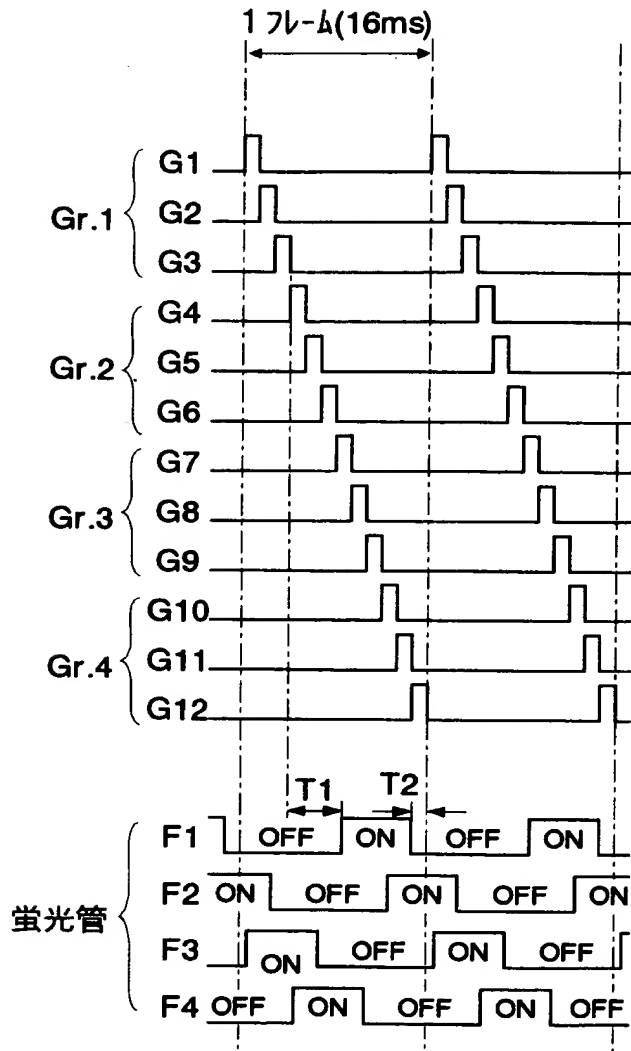 1 フレーム(16ms)
G1
G2
G3
Gr.1
G4
G5
G6
Gr.2
G7
G8
G9
Gr.3
G10
G11
G12
Gr.4
T1
T2
F1 OFF ON OFF ON
F2 ON OFF ON OFF ON
F3 ON OFF ON OFF
F4 OFF ON OFF ON OFF
蛍光管